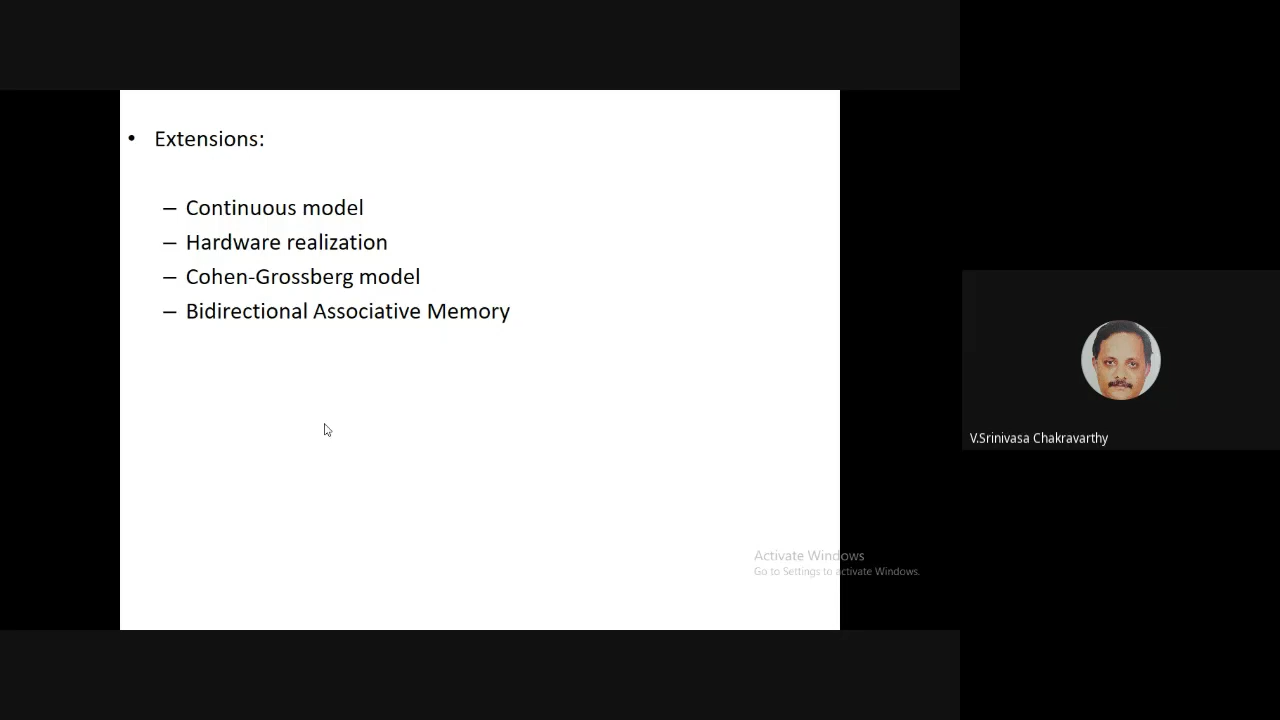 • Extensions:
– Continuous model
– Hardware realization
– Cohen-Grossberg model
– Bidirectional Associative Memory
V.Srinivasa Chakravarthy
Activate Windows
Go to Settings to activate Windows.